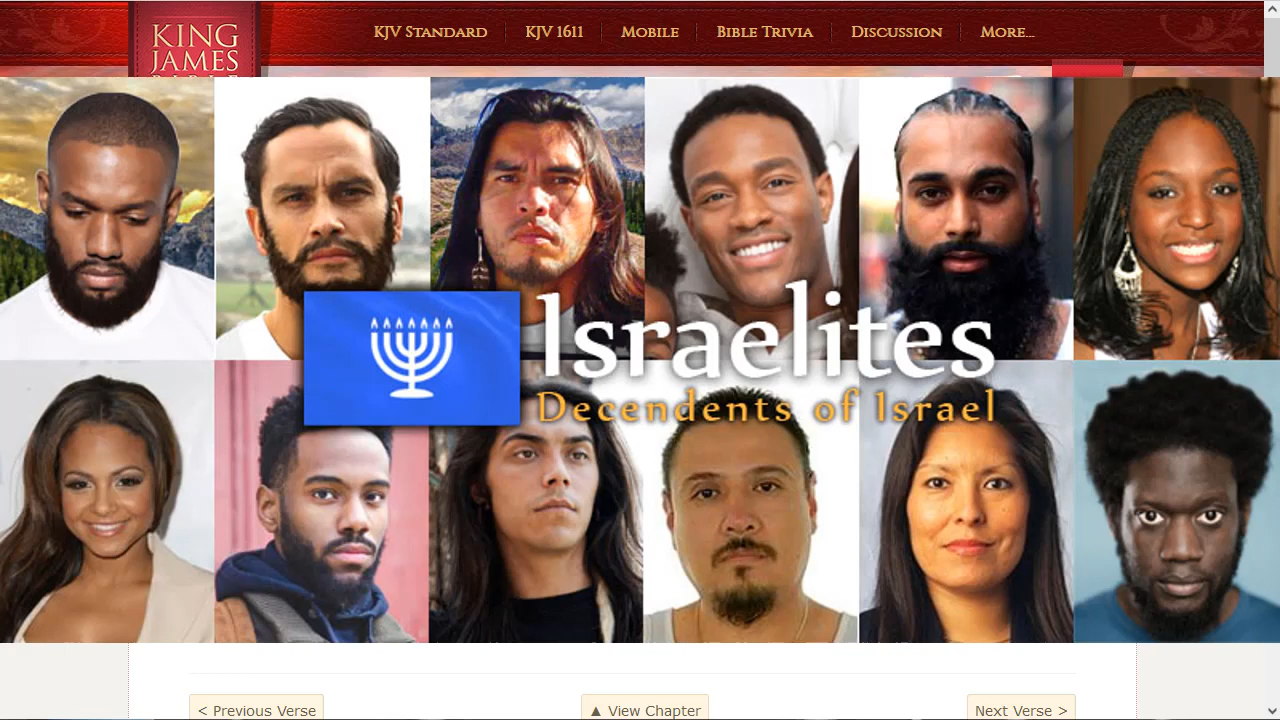 KING
JAMES
BIBLE
KJV Standard
KJV 1611
Mobile
Bible Trivia
Discussion
More...
Israelites
Decendents of Israel
< Previous Verse
▲ View Chapter
Next Verse >